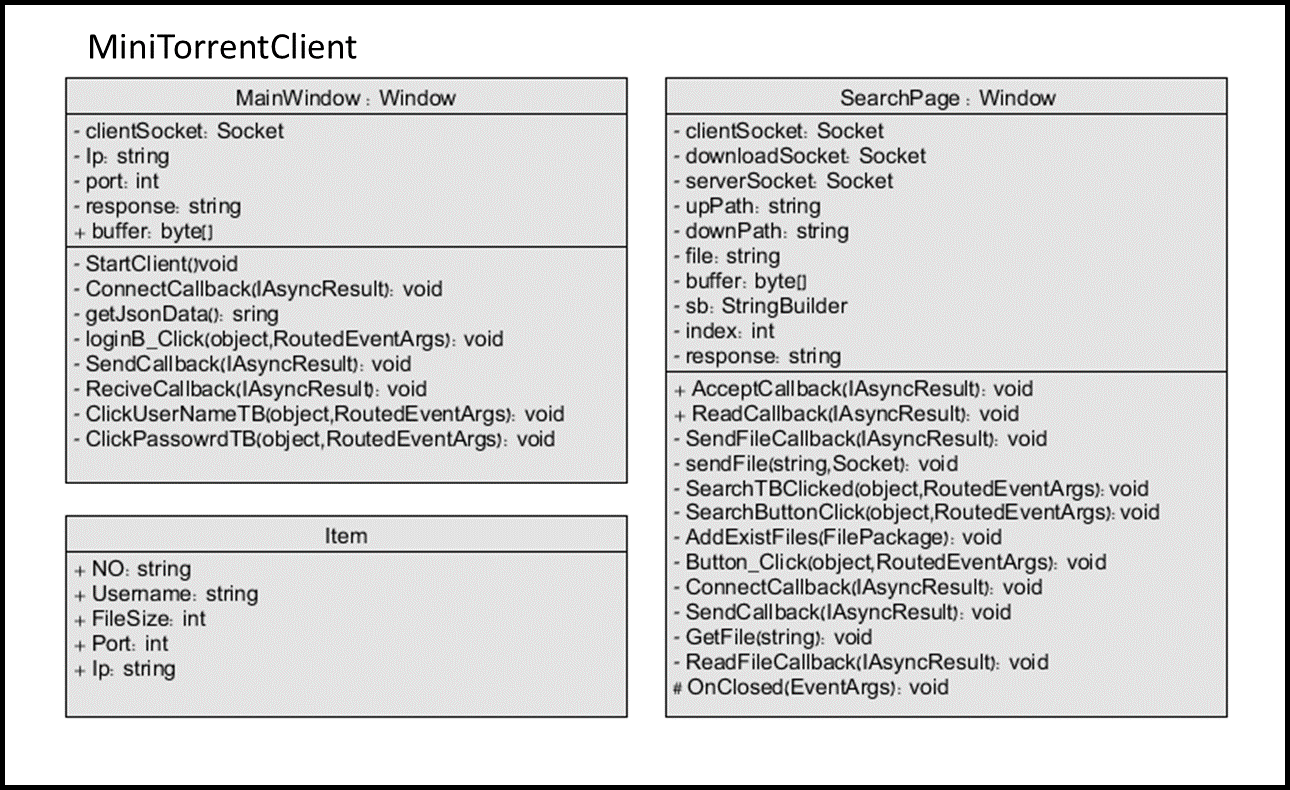 MiniTorrentClient
MainWindow : Window
- clientSocket: Socket
- Ip: string
- port: int
- response: string
+ buffer: byte[]
- StartClient()void
- ConnectCallback(IAsyncResult): void
- getJsonData(): sring
- loginB_Click(object,RoutedEventArgs): void
- SendCallback(IAsyncResult): void
- ReciveCallback(IAsyncResult): void
- ClickUserNameTB(object,RoutedEventArgs): void
- ClickPassowrdTB(object,RoutedEventArgs): void
Item
+ NO: string
+ Username: string
+ FileSize: int
+ Port: int
+ Ip: string
SearchPage : Window
- clientSocket: Socket
- downloadSocket: Socket
- serverSocket: Socket
- upPath: string
- downPath: string
- file: string
- buffer: byte[]
- sb: StringBuilder
- index: int
- response: string
+ AcceptCallback(IAsyncResult): void
+ ReadCallback(IAsyncResult): void
- SendFileCallback(IAsyncResult): void
- sendFile(string,Socket): void
- SearchTBClicked(object,RoutedEventArgs): void
- SearchButtonClick(object,RoutedEventArgs): void
- AddExistFiles(FilePackage): void
- Button_Click(object,RoutedEventArgs): void
- ConnectCallback(IAsyncResult): void
- SendCallback(IAsyncResult): void
- GetFile(string): void
- ReadFileCallback(IAsyncResult): void
# OnClosed(EventArgs): void